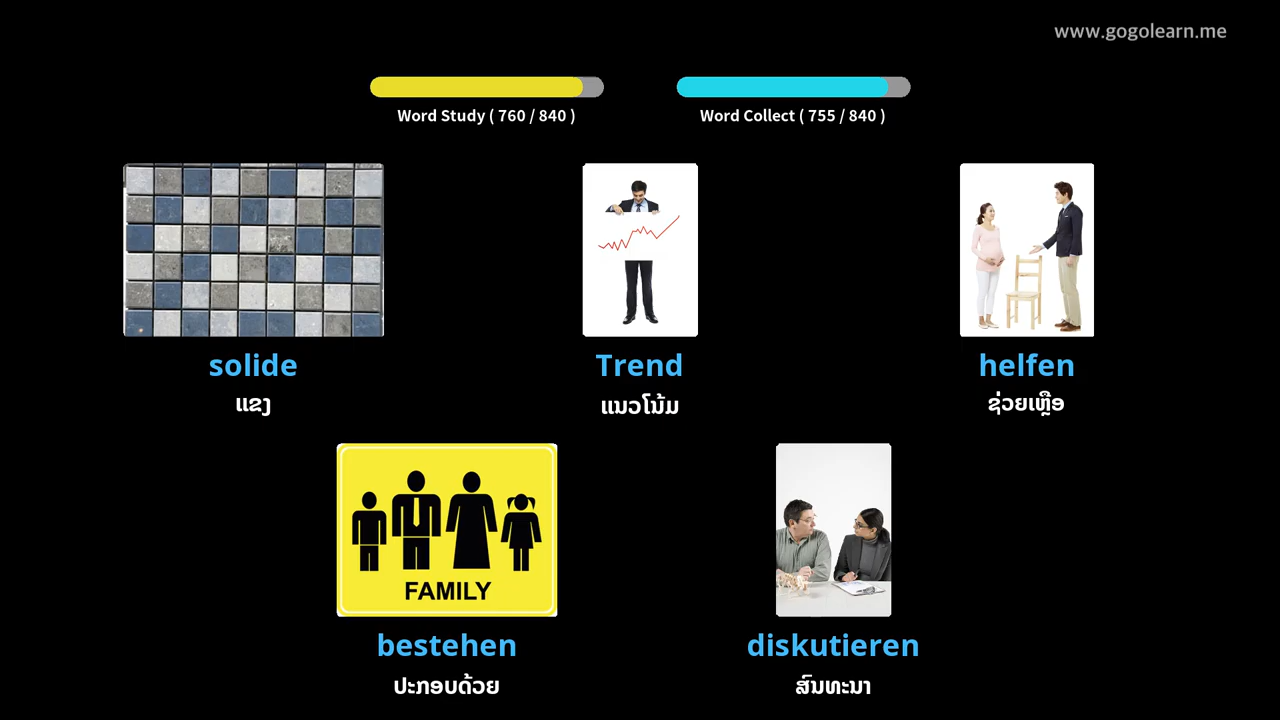 www.gogolearn.me
Word Study ( 760 / 840 )
Word Collect ( 755 / 840 )
solide
ແຂງ
Trend
ແນວໂນ້ມ
helfen
ຊ່ວຍເຫຼືອ
FAMILY
bestehen
ປະກອບດ້ວຍ
diskutieren
ສົນທະນາ